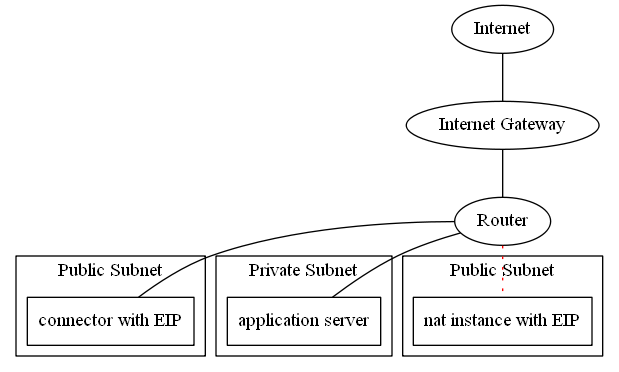 Internet
Internet Gateway
Router
Public Subnet
Private Subnet
Public Subnet
connector with EIP
application server
nat instance with EIP